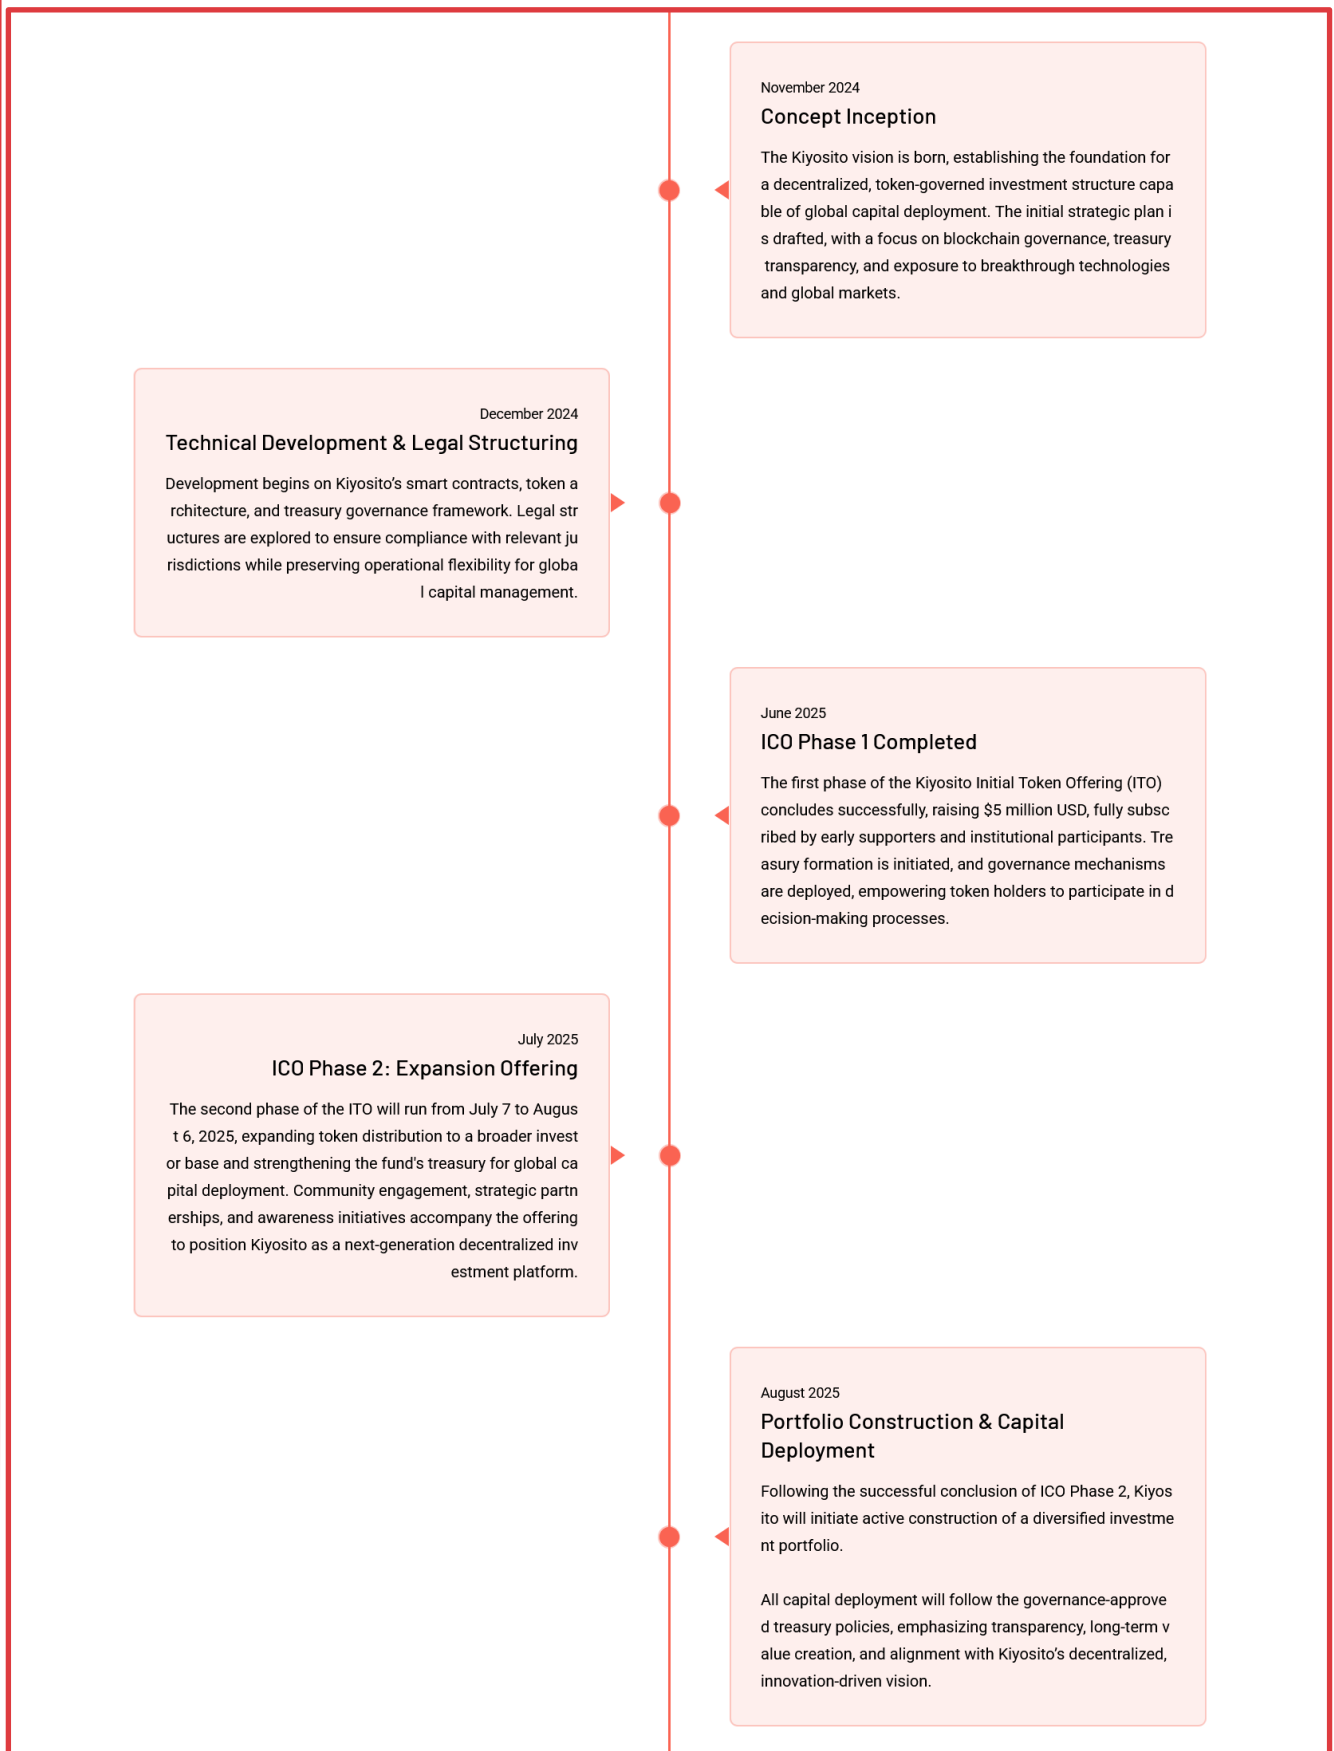 November 2024
Concept Inception
The Kiyosito vision is born, establishing the foundation for
a decentralized, token-governed investment structure capa
ble of global capital deployment. The initial strategic plan i
s drafted, with a focus on blockchain governance, treasury
transparency, and exposure to breakthrough technologies
and global markets.
December 2024
Technical Development & Legal Structuring
Development begins on Kiyosito’s smart contracts, token a
rchitecture, and treasury governance framework. Legal str
uctures are explored to ensure compliance with relevant ju
risdictions while preserving operational flexibility for globa
l capital management.
June 2025
ICO Phase 1 Completed
The first phase of the Kiyosito Initial Token Offering (ITO)
concludes successfully, raising $5 million USD, fully subsc
ribed by early supporters and institutional participants. Tre
asury formation is initiated, and governance mechanisms
are deployed, empowering token holders to participate in d
ecision-making processes.
July 2025
ICO Phase 2: Expansion Offering
The second phase of the ITO will run from July 7 to Augus
t 6, 2025, expanding token distribution to a broader invest
or base and strengthening the fund's treasury for global ca
pital deployment. Community engagement, strategic partn
erships, and awareness initiatives accompany the offering
to position Kiyosito as a next-generation decentralized inv
estment platform.
August 2025
Portfolio Construction & Capital
Deployment
Following the successful conclusion of ICO Phase 2, Kiyos
ito will initiate active construction of a diversified investme
nt portfolio.
All capital deployment will follow the governance-approve
d treasury policies, emphasizing transparency, long-term v
alue creation, and alignment with Kiyosito’s decentralized,
innovation-driven vision.